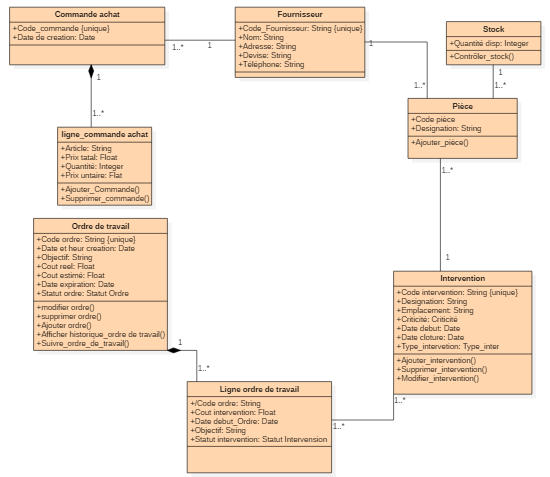 Commande achat
+Code_commande {unique}
+Date de creation: Date
1..*
1
Fournisseur
+Code_Fournisseur: String {unique}
+Nom: String
+Adresse: String
+Devise: String
+Téléphone: String
1
1..*
Stock
+Quantité disp: Integer
+Contrôler_stock()
1
1..*
Pièce
+Code pièce
+Designation: String
+Ajouter_pièce()
1..*
1
1
1..*
ligne_commande achat
+Article: String
+Prix tatal: Float
+Quantité: Integer
+Prix untaire: Flat
+Ajouter_Commande()
+Supprimer_commande()
Ordre de travail
+Code ordre: String {unique}
+Date et heur creation: Date
+Objectif: String
+Cout reel: Float
+Cout estimé: Float
+Date expiration: Date
+Statut ordre: Statut Ordre
+modifier ordre()
+supprimer ordre()
+Ajouter ordre()
+Afficher historique_ordre de travail()
+Suivre_ordre_de_travail()
1
1..*
Intervention
+Code intervention: String {unique}
+Designation: String
+Emplacement: String
+Criticité: Criticité
+Date debut: Date
+Date cloture: Date
+Type_intervetion: Type_inter
+Ajouter_intervention()
+Supprimer_intervention()
+Modifier_intervention()
1..*
1..*
Ligne ordre de travail
+/Code ordre: String
+Cout intervention: Float
+Date debut_Ordre: Date
+Objectif: String
+Statut intervention: Statut Intervension